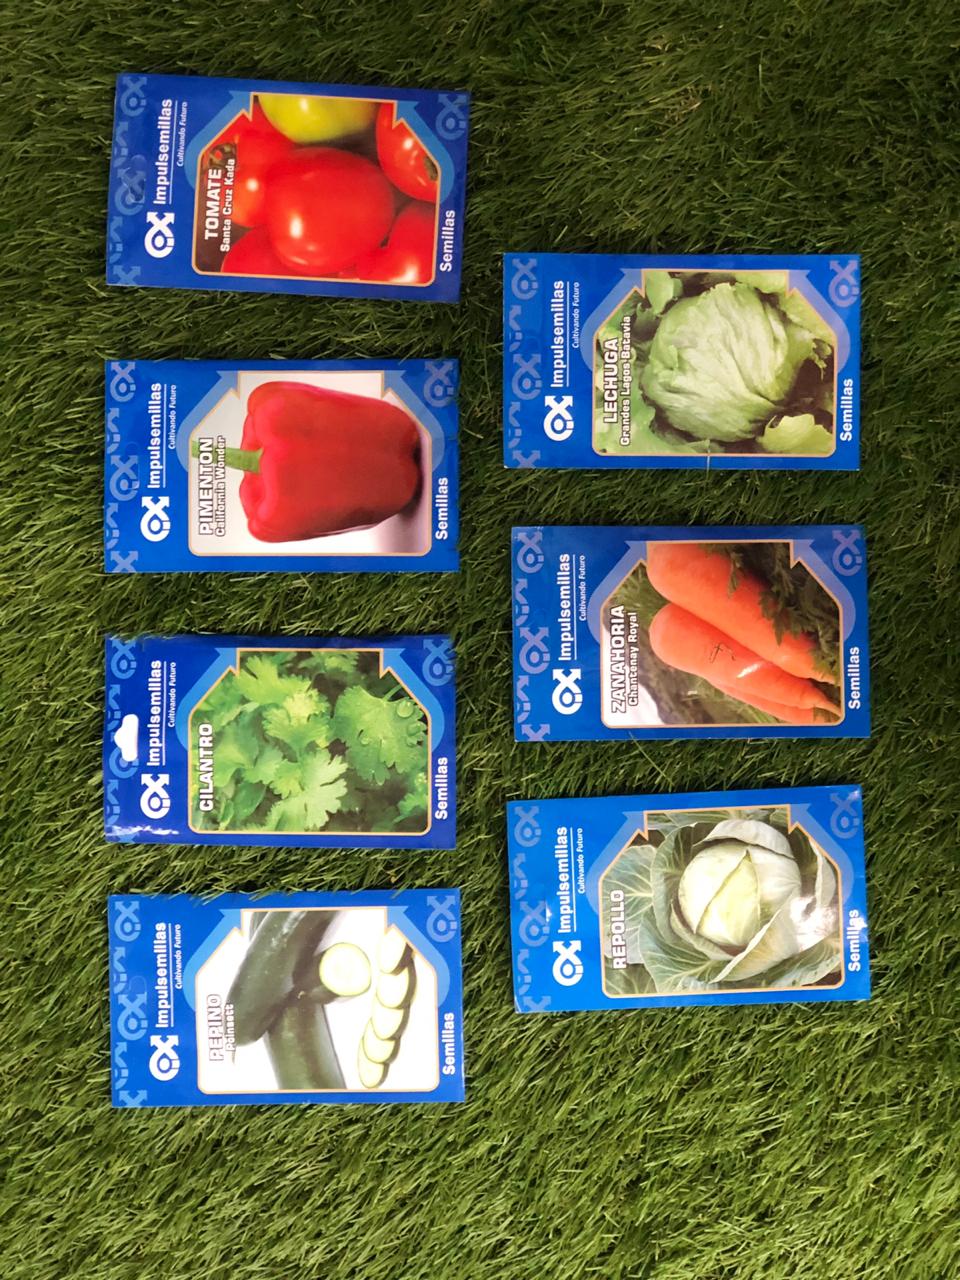 Impulsemillas
Cultivando Futuro
TOMATE
Santa Cruz Kada
Semillas
Impulsemillas
Cultivando Futuro
PIMENTON
California Wonder
Semillas
Impulsemillas
Cultivando Futuro
CILANTRO
Semillas
Impulsemillas
Cultivando Futuro
PEPINO
Poinsett
Semillas
Impulsemillas
Cultivando Futuro
LECHUGA
Grandes Lagos Batavia
Semillas
Impulsemillas
Cultivando Futuro
ZANAHORIA
Chantenay Royal
Semillas
Impulsemillas
Cultivando Futuro
REPOLLO
Semillas